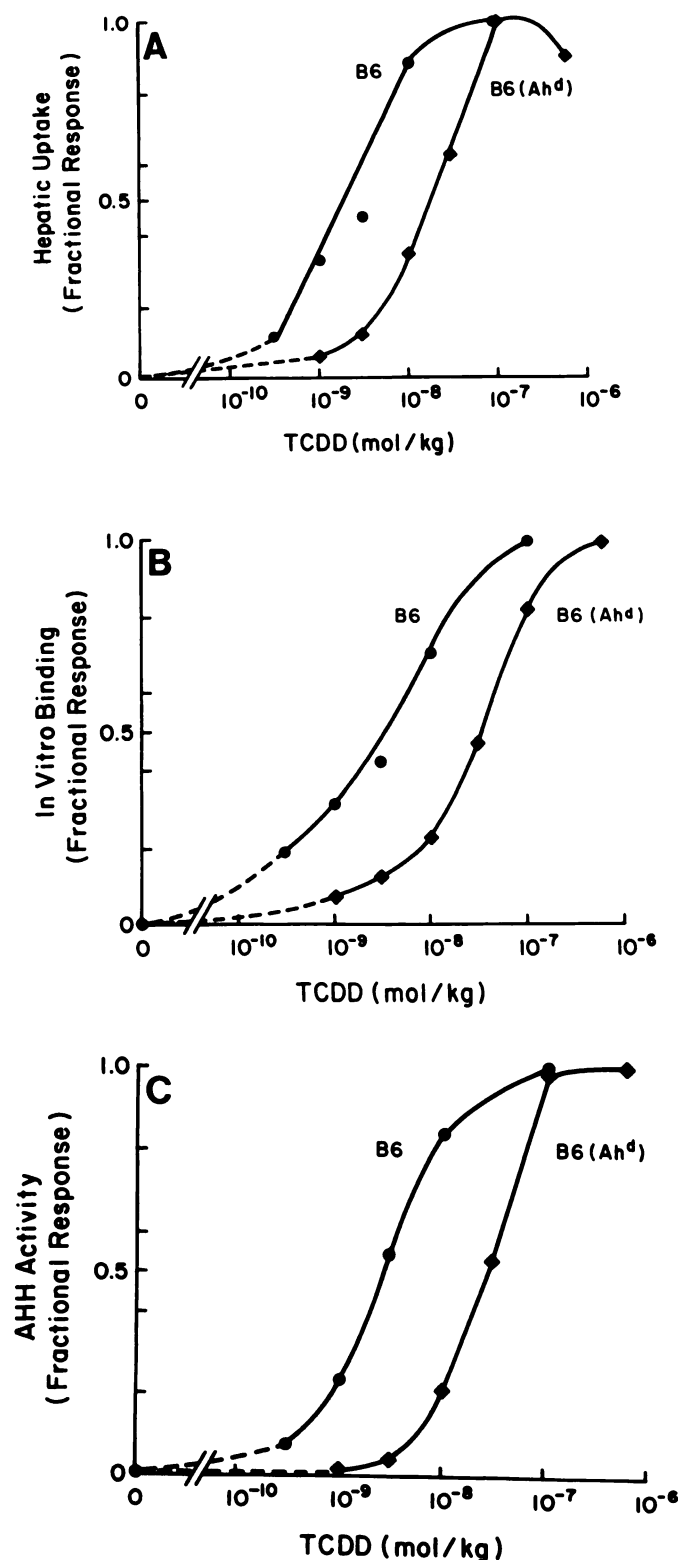 A
1.0
B6
B6 (Ahᵈ)
Hepatic Uptake
(Fractional Response)
0.5
0
0
10⁻¹⁰
10⁻⁹
10⁻⁸
10⁻⁷
10⁻⁶
TCDD (mol/kg)
B
1.0
B6
B6 (Ahᵈ)
In Vitro Binding
(Fractional Response)
0.5
0
0
10⁻¹⁰
10⁻⁹
10⁻⁸
10⁻⁷
10⁻⁶
TCDD (mol/kg)
C
1.0
B6
B6 (Ahᵈ)
AHH Activity
(Fractional Response)
0.5
0
0
10⁻¹⁰
10⁻⁹
10⁻⁸
10⁻⁷
10⁻⁶
TCDD (mol/kg)